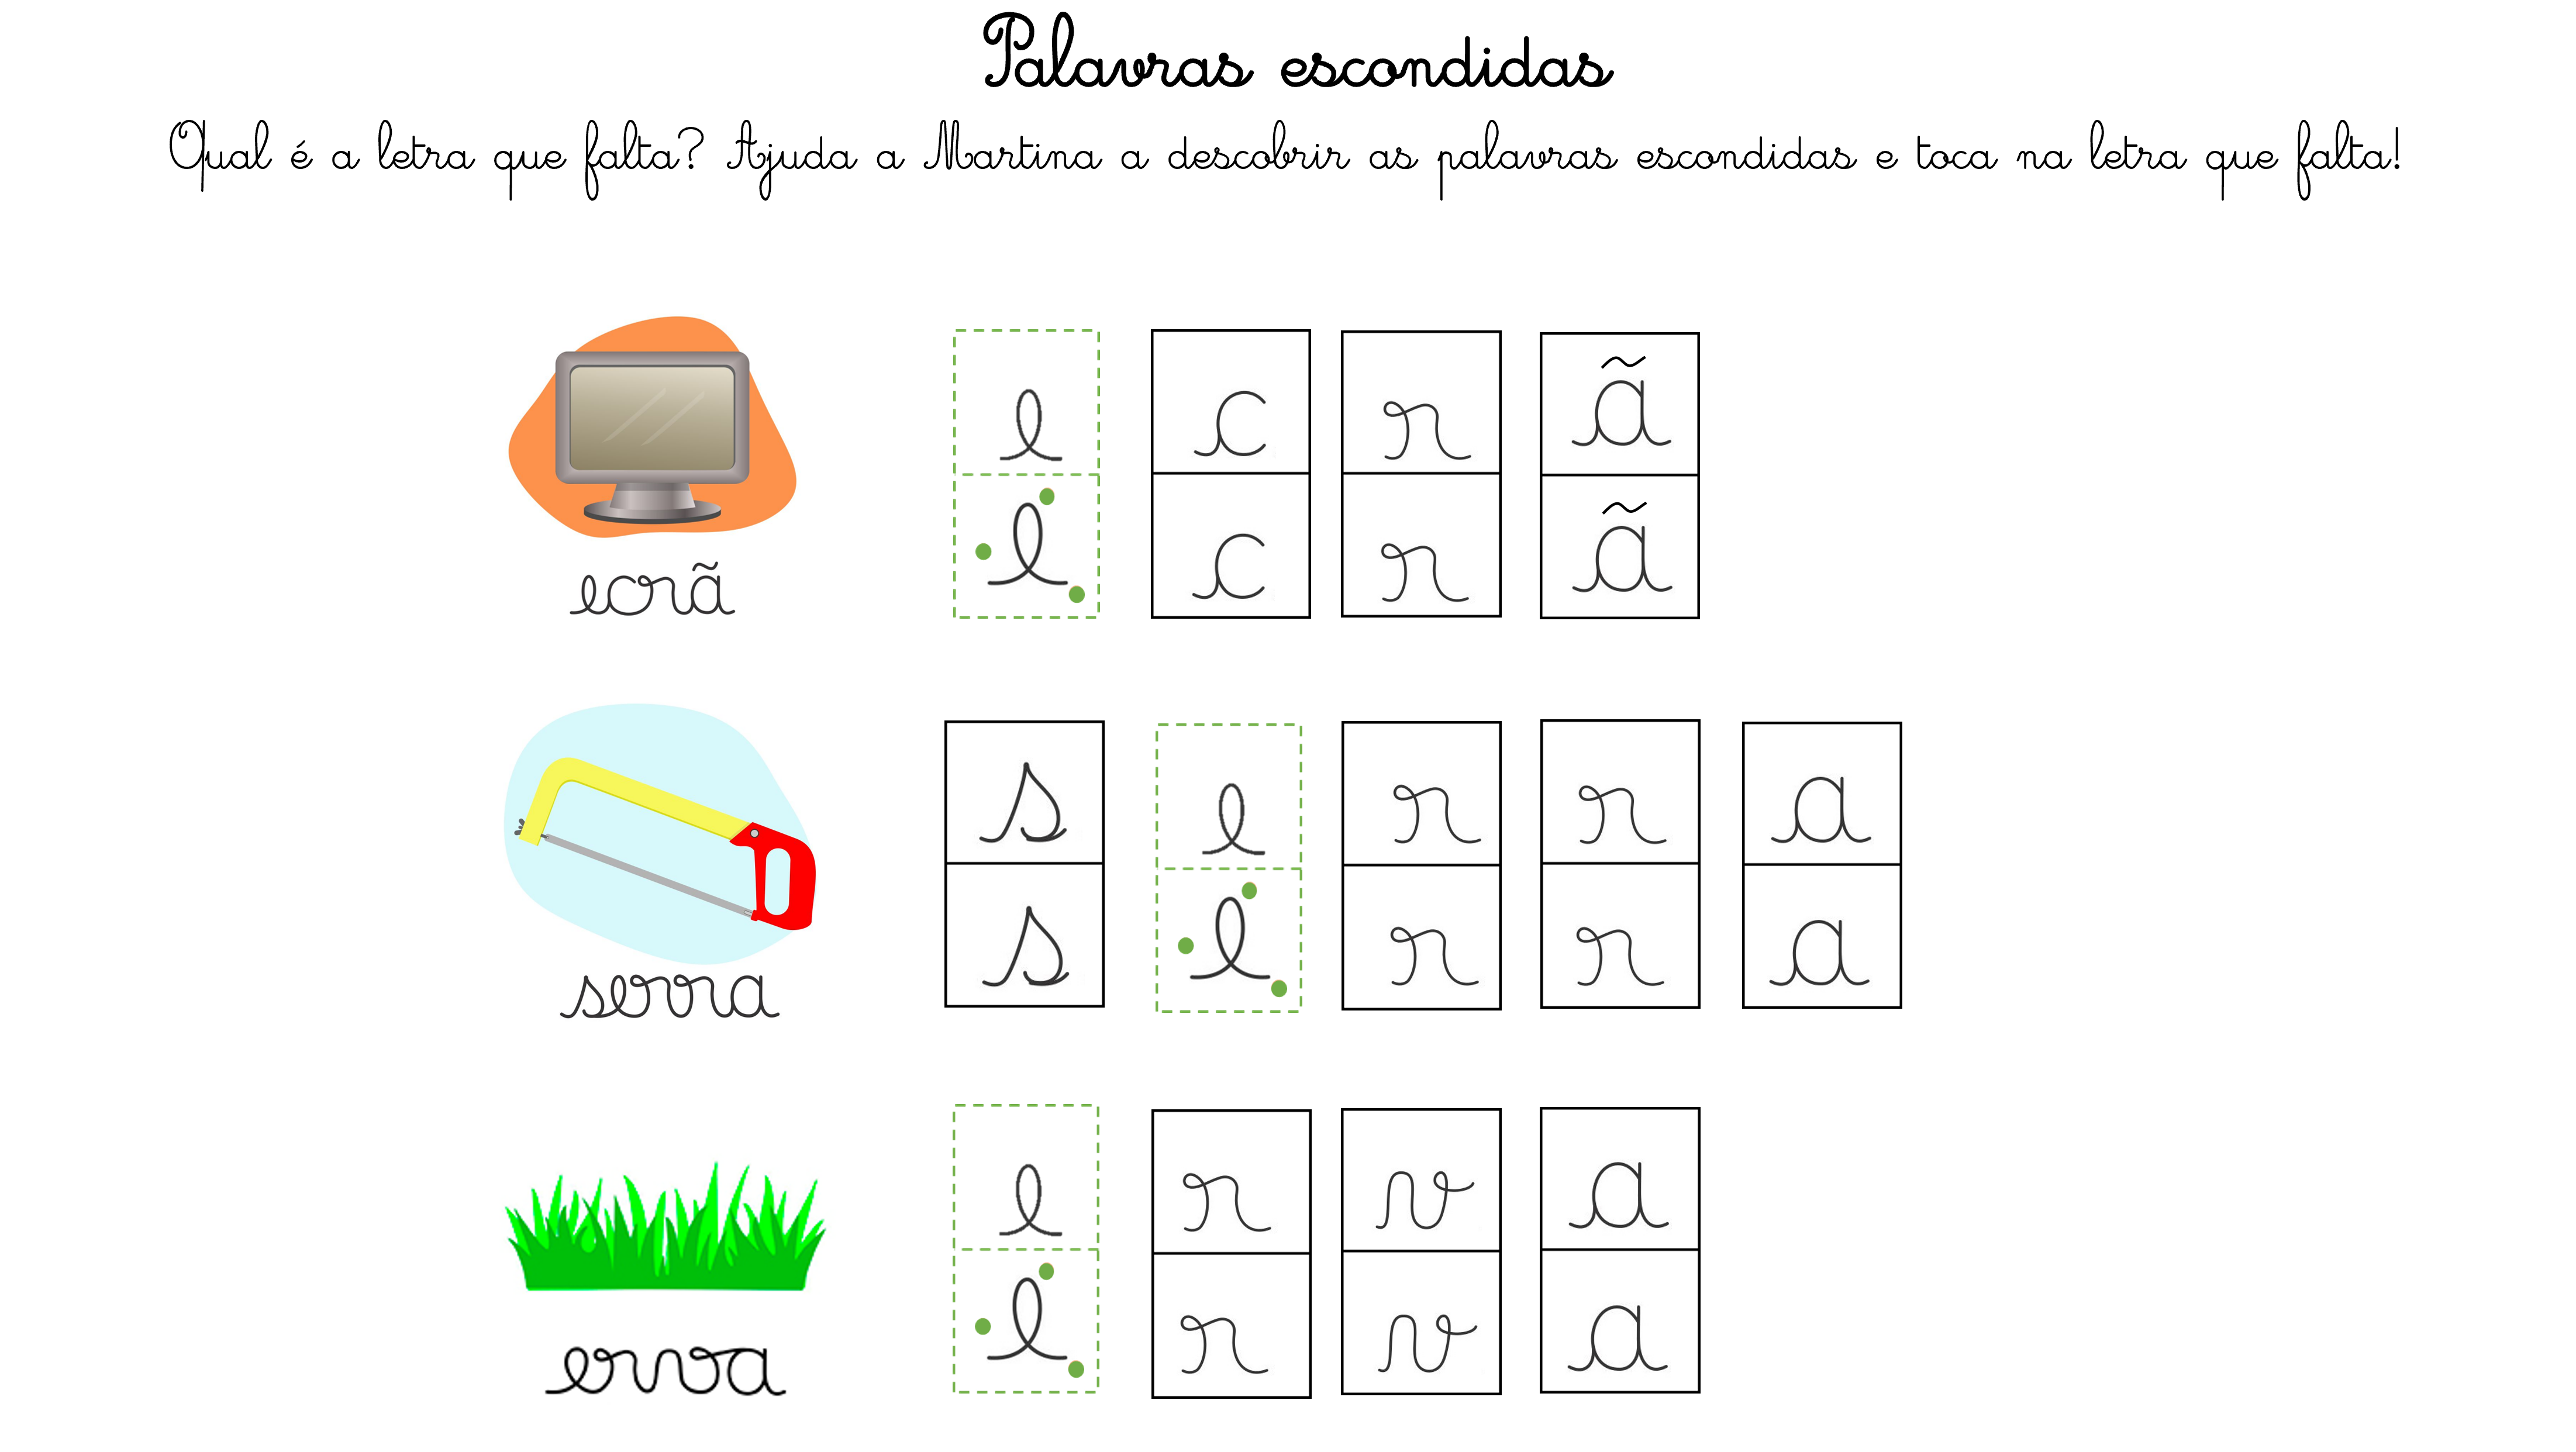 Palavras escondidas
Qual é a letra que falta? Ajuda a Martina a descobrir as palavras escondidas e toca na letra que falta!
e c r ã
e c r ã
ecrã
s e r r a
s e r r a
serra
e r v a
e r v a
erva